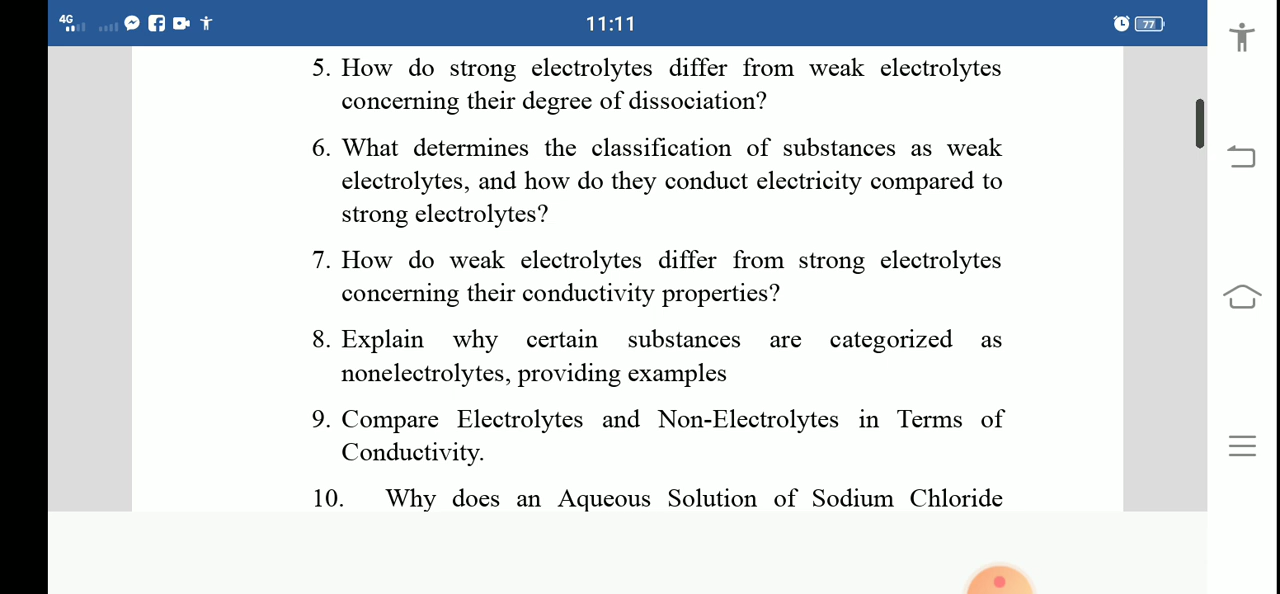 4G
11:11
77
5. How do strong electrolytes differ from weak electrolytes
concerning their degree of dissociation?
6. What determines the classification of substances as weak
electrolytes, and how do they conduct electricity compared to
strong electrolytes?
7. How do weak electrolytes differ from strong electrolytes
concerning their conductivity properties?
8. Explain why certain substances are categorized as
nonelectrolytes, providing examples
9. Compare Electrolytes and Non-Electrolytes in Terms of
Conductivity.
10. Why does an Aqueous Solution of Sodium Chloride